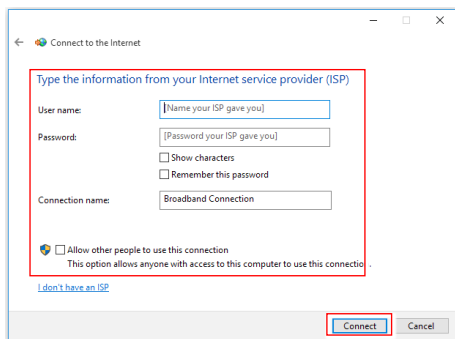 Connect to the Internet
Type the information from your Internet service provider (ISP)
User name: [Name your ISP gave you]
Password: [Password your ISP gave you]
Show characters
Remember this password
Connection name: Broadband Connection
Allow other people to use this connection
This option allows anyone with access to this computer to use this connection.
I don't have an ISP
Connect Cancel